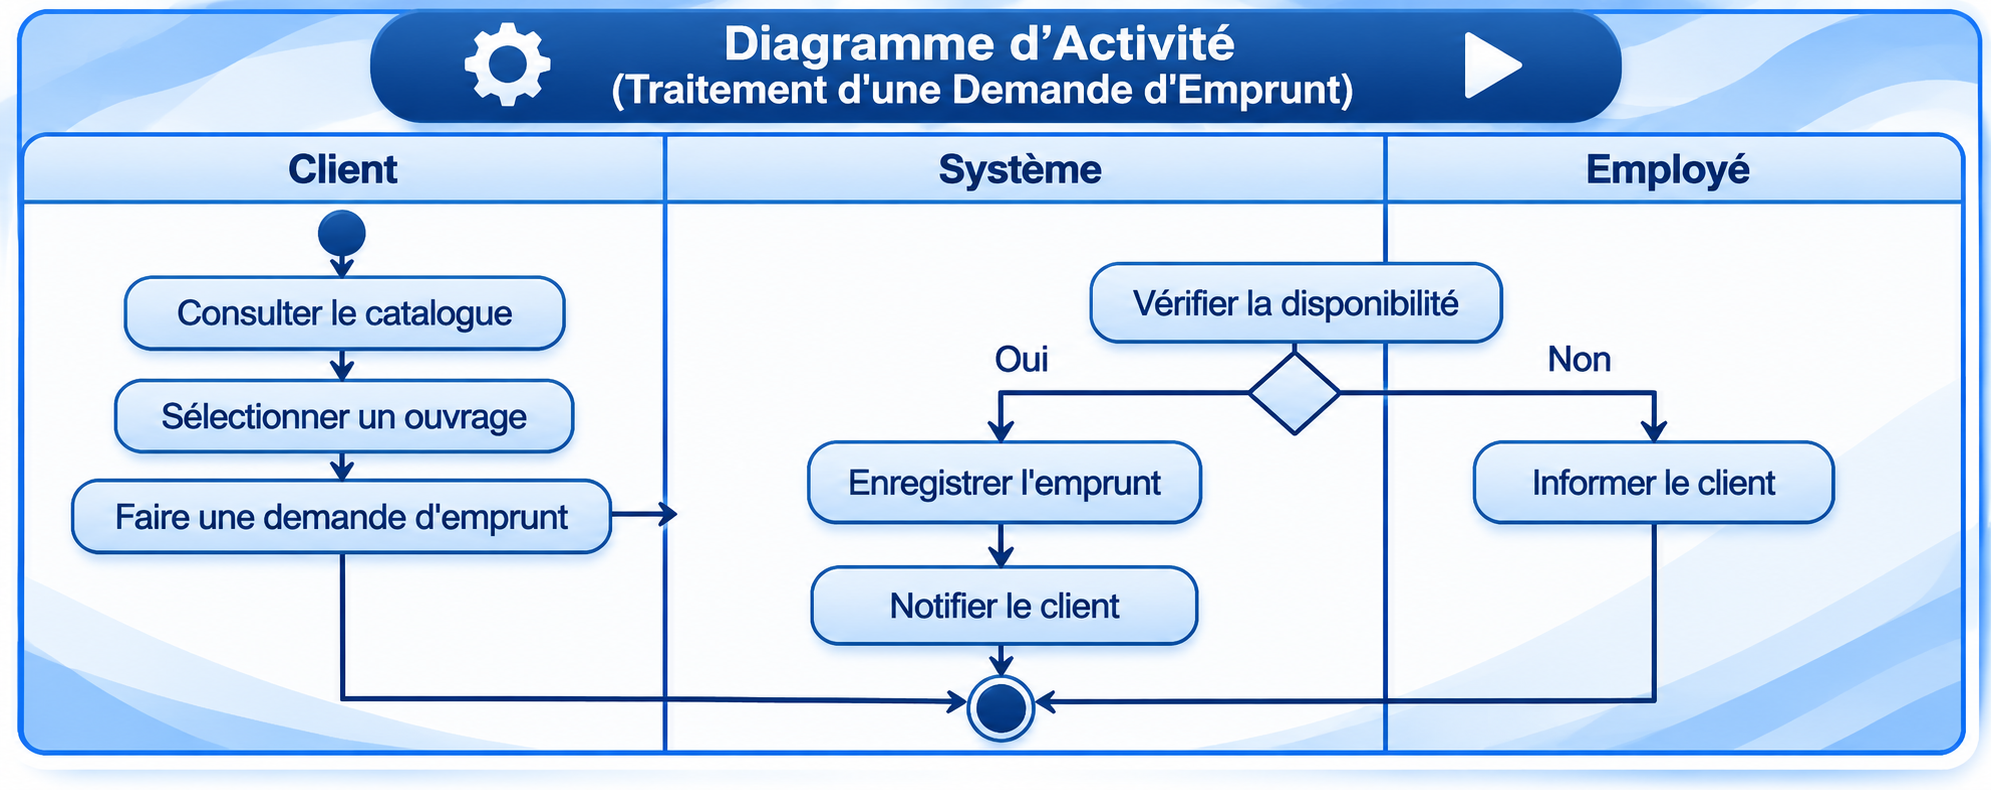 Diagramme d’Activité
(Traitement d'une Demande d'Emprunt)
Client
Système
Employé
Consulter le catalogue
Sélectionner un ouvrage
Faire une demande d'emprunt
Vérifier la disponibilité
Oui
Non
Enregistrer l'emprunt
Informer le client
Notifier le client